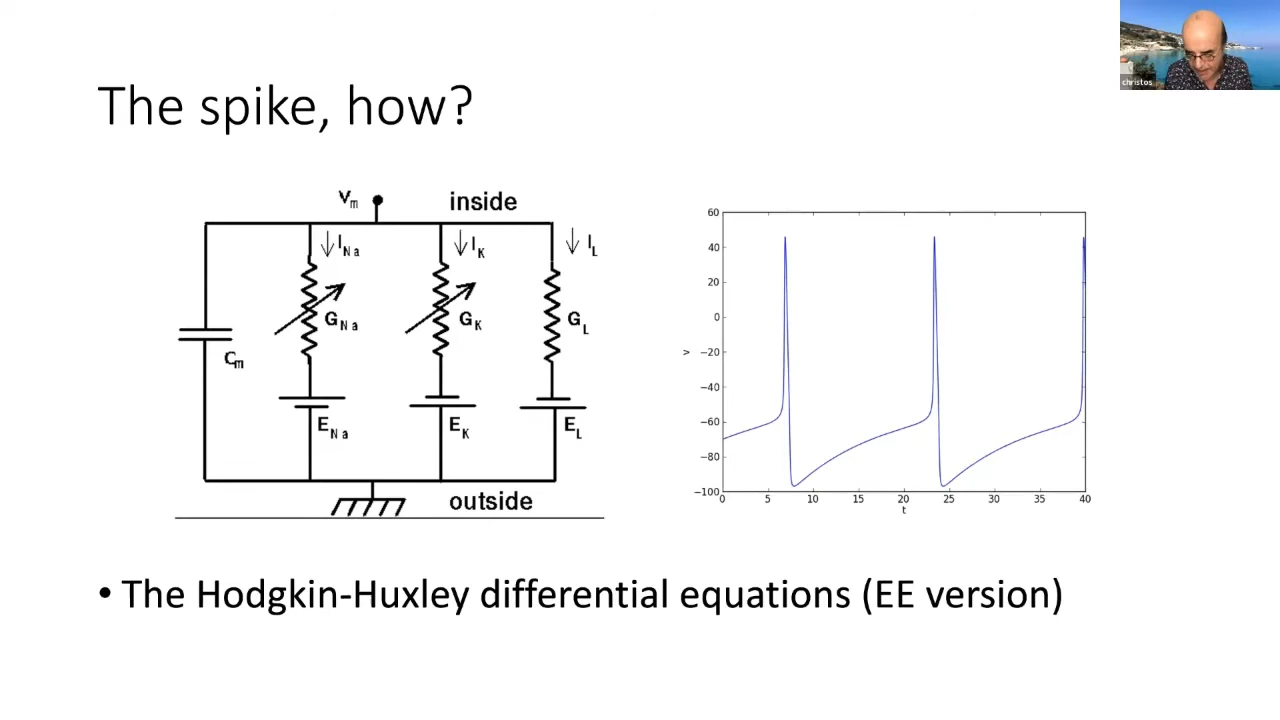 christos
The spike, how?
Vm
inside
INa
IK
IL
GNa
GK
GL
Cm
ENa
EK
EL
outside
60
40
20
0
−20
−40
−60
−80
−100
v
0 5 10 15 20 25 30 35 40
t
• The Hodgkin-Huxley differential equations (EE version)